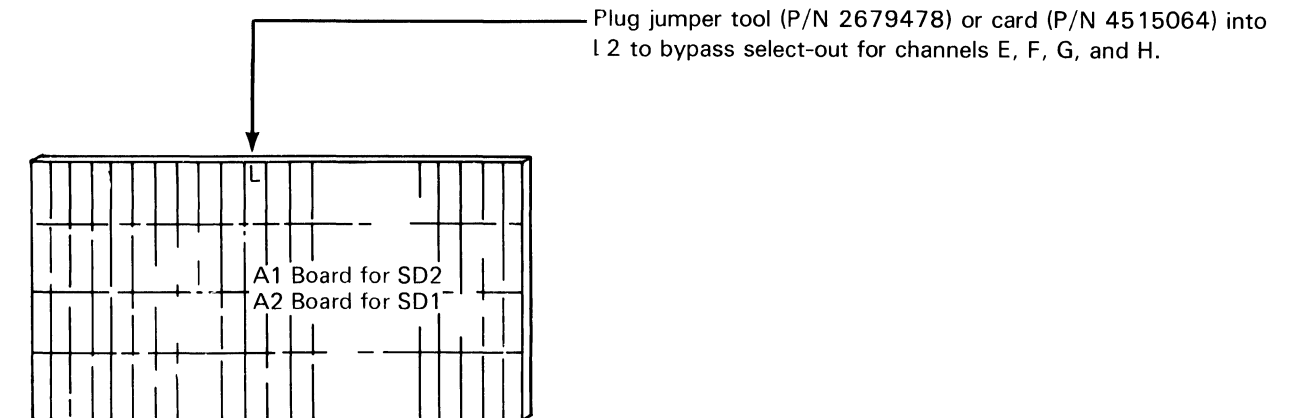 Plug jumper tool (P/N 2679478) or card (P/N 4515064) into
L2 to bypass select-out for channels E, F, G, and H.
L
A1 Board for SD2
A2 Board for SD1